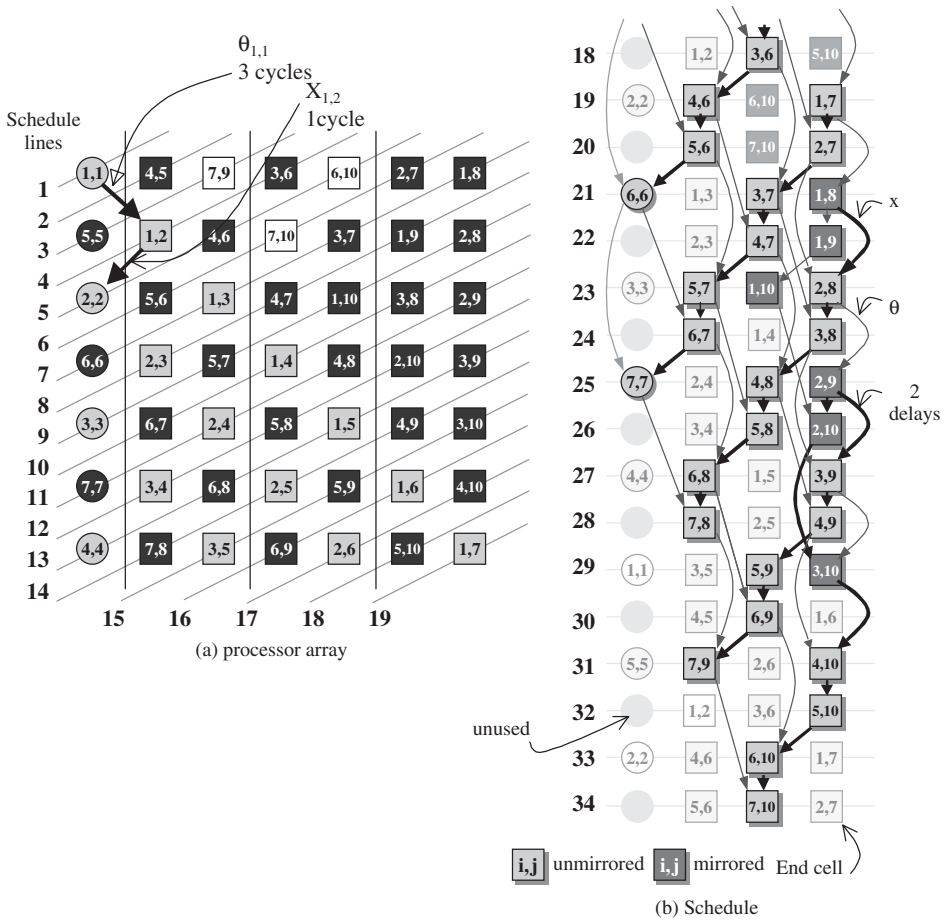 θ1,1
3 cycles
X1,2
1cycle
Schedule
lines
1,1 4,5 7,9 3,6 6,10 2,7 1,8
1
2
5,5 1,2 4,6 7,10 3,7 1,9 2,8
3
4
2,2 5,6 1,3 4,7 1,10 3,8 2,9
5
6
6,6 2,3 5,7 1,4 4,8 2,10 3,9
7
8
3,3 6,7 2,4 5,8 1,5 4,9 3,10
9
10
7,7 3,4 6,8 2,5 5,9 1,6 4,10
11
12
4,4 7,8 3,5 6,9 2,6 5,10 1,7
13
14
15 16 17 18 19
(a) processor array
18 1,2 3,6 5,10
19 2,2 4,6 6,10 1,7
20 5,6 7,10 2,7
21 6,6 1,3 3,7 1,8
x
22 2,3 4,7 1,9
23 3,3 5,7 1,10 2,8
θ
24 6,7 1,4 3,8
25 7,7 2,4 4,8 2,9
2
delays
26 3,4 5,8 2,10
27 4,4 6,8 1,5 3,9
28 7,8 2,5 4,9
29 1,1 3,5 5,9 3,10
30 4,5 6,9 1,6
31 5,5 7,9 2,6 4,10
32 1,2 3,6 5,10
unused
33 2,2 4,6 6,10 1,7
34 5,6 7,10 2,7
i,j unmirrored i,j mirrored End cell
(b) Schedule